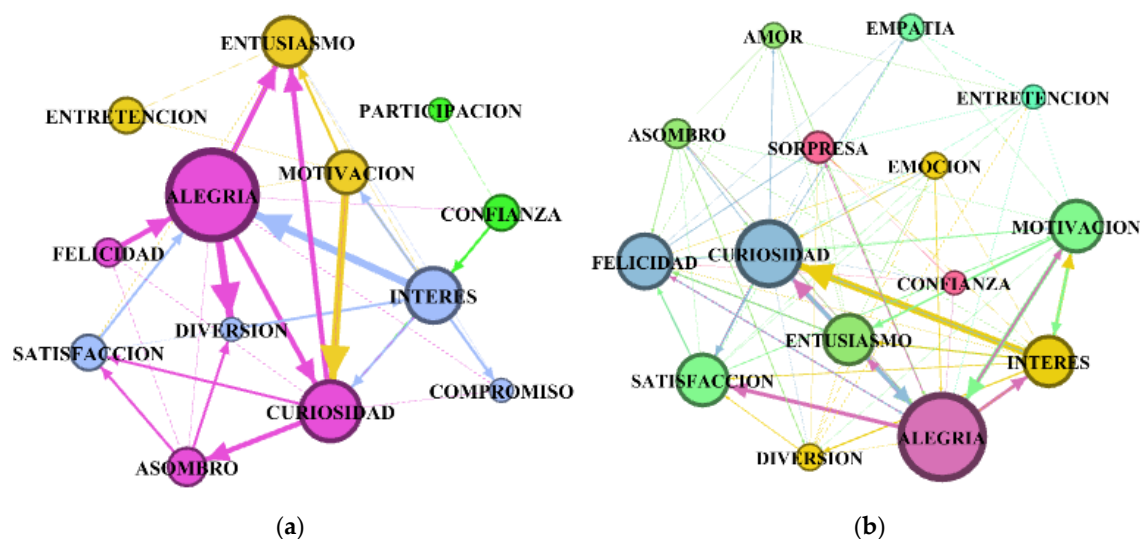 ENTUSIASMO
ENTRETENCION
PARTICIPACION
MOTIVACION
ALEGRIA
CONFIANZA
FELICIDAD
INTERES
DIVERSION
SATISFACCION
COMPROMISO
CURIOSIDAD
ASOMBRO
(a)
EMPATIA
AMOR
ENTRETENCION
ASOMBRO
SORPRESA
EMOCION
MOTIVACION
CURIOSIDAD
FELICIDAD
CONFIANZA
ENTUSIASMO
INTERES
SATISFACCION
ALEGRIA
DIVERSION
(b)